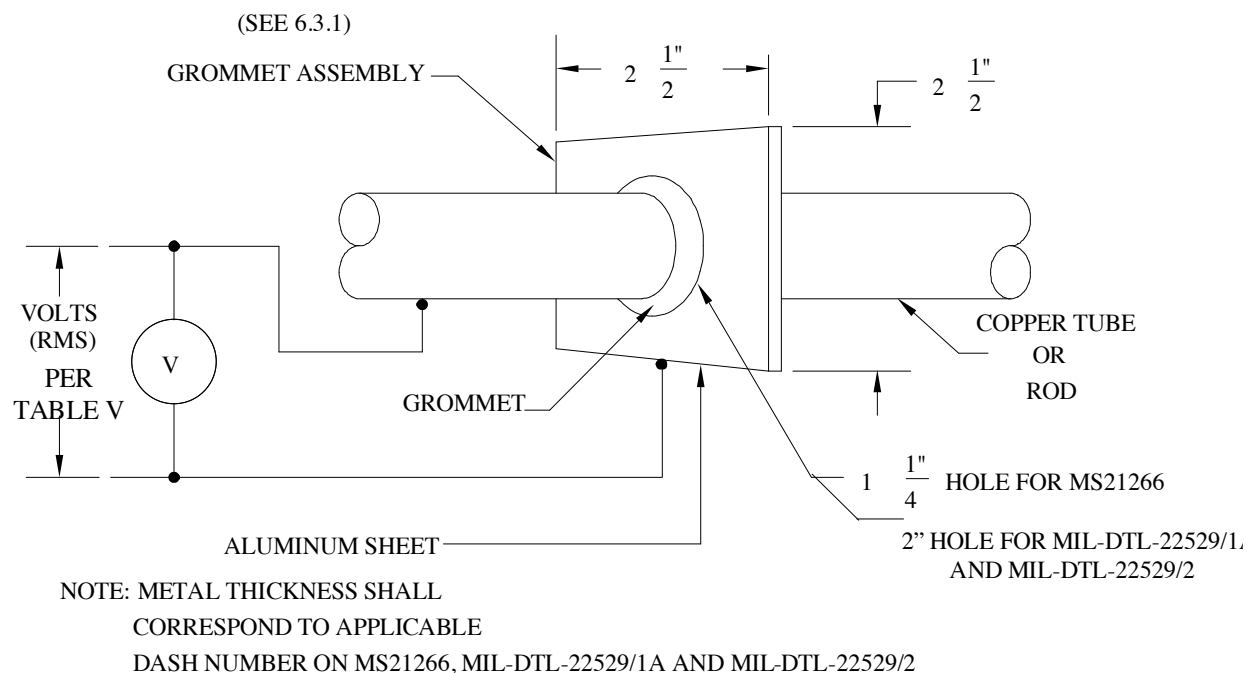 (SEE 6.3.1)
GROMMET ASSEMBLY
2 1"/2
2 1"/2
VOLTS
(RMS)
PER
TABLE V
V
GROMMET
COPPER TUBE
OR
ROD
1 1"/4 HOLE FOR MS21266
2” HOLE FOR MIL-DTL-22529/1A
AND MIL-DTL-22529/2
ALUMINUM SHEET
NOTE: METAL THICKNESS SHALL
CORRESPOND TO APPLICABLE
DASH NUMBER ON MS21266, MIL-DTL-22529/1A AND MIL-DTL-22529/2